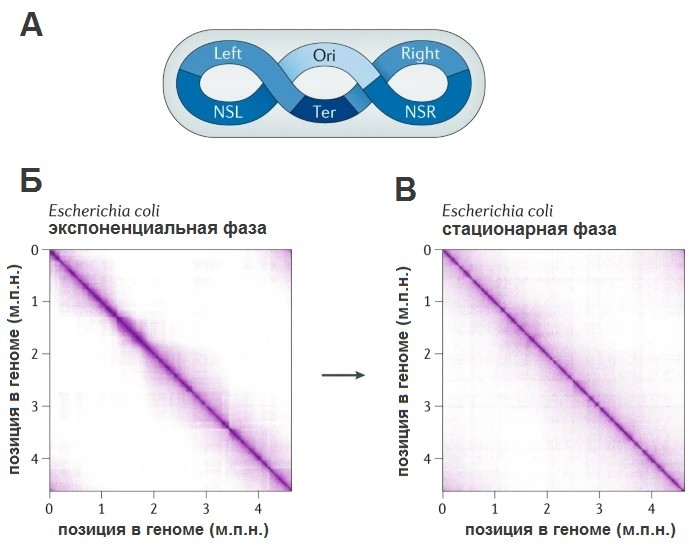 А
Left
Ori
Right
NSL
Ter
NSR
Б
Escherichia coli
экспоненциальная фаза
0
1
2
3
4
позиция в геноме (м.п.н.)
0 1 2 3 4
позиция в геноме (м.п.н.)
В
Escherichia coli
стационарная фаза
0
1
2
3
4
позиция в геноме (м.п.н.)
0 1 2 3 4
позиция в геноме (м.п.н.)